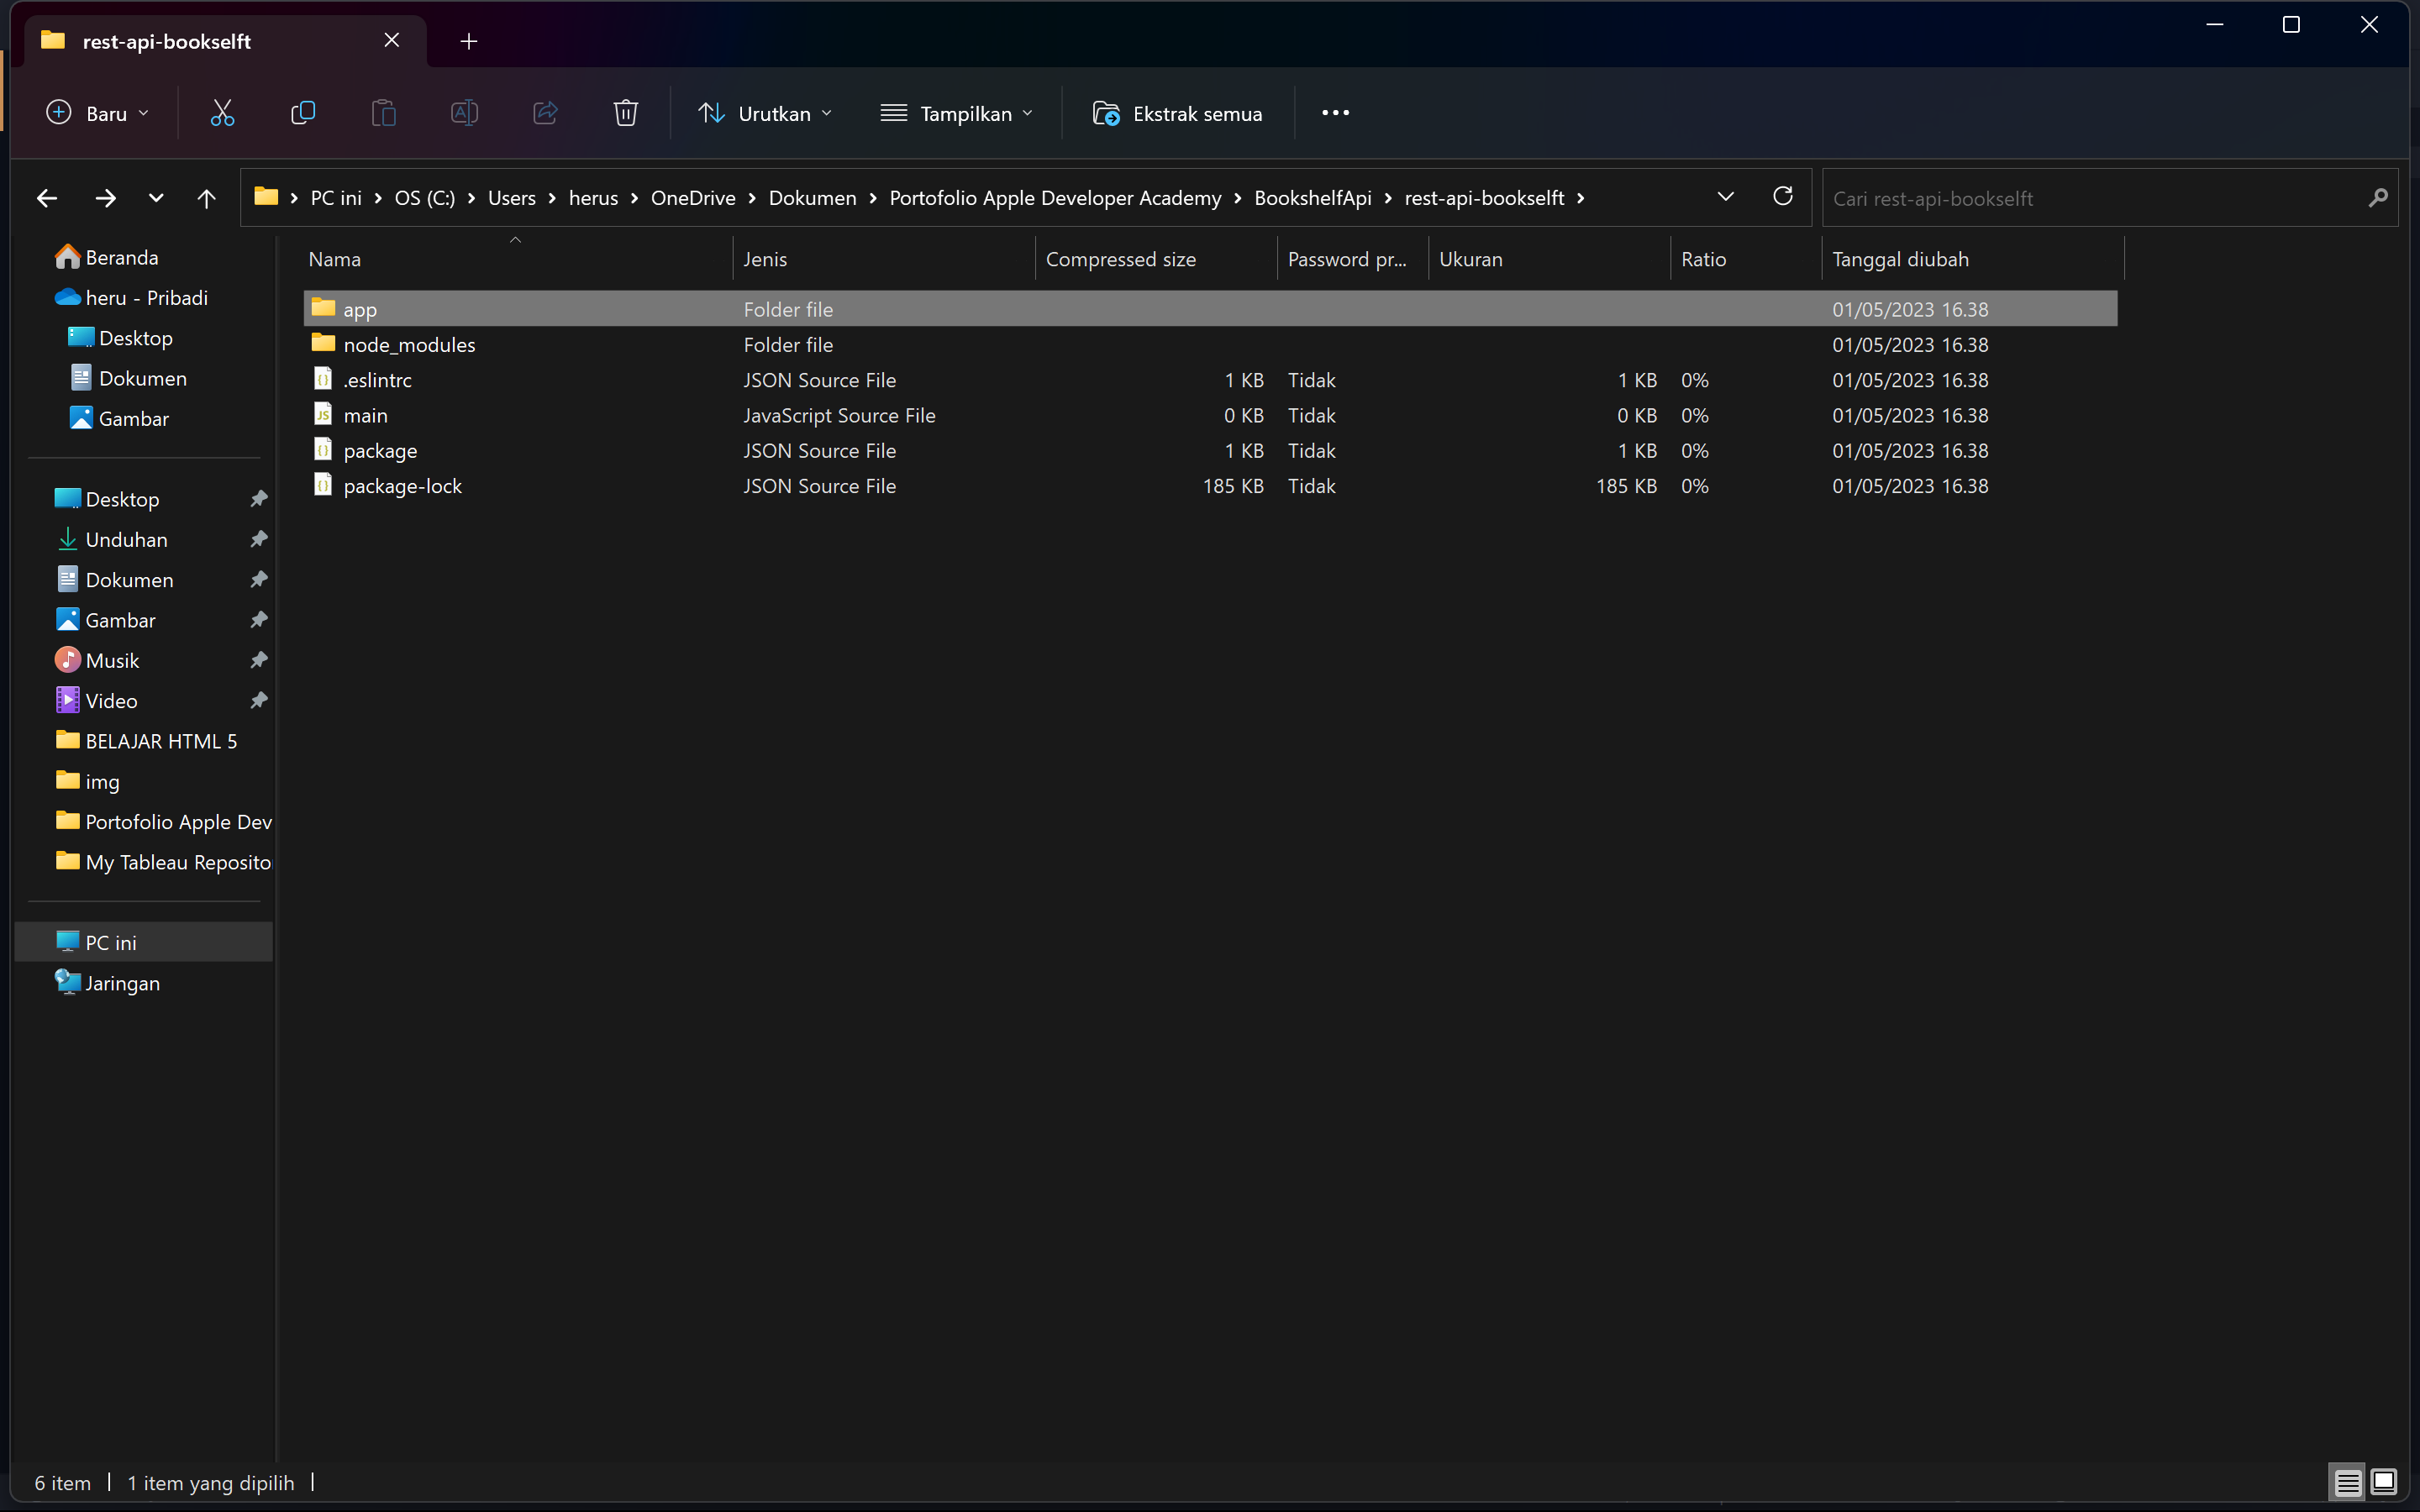 rest-api-bookselft
Baru
Urutkan
Tampilkan
Ekstrak semua
PC ini > OS (C:) > Users > herus > OneDrive > Dokumen > Portofolio Apple Developer Academy > BookshelfApi > rest-api-bookselft >
Cari rest-api-bookselft
Beranda
heru - Pribadi
Desktop
Dokumen
Gambar
Desktop
Unduhan
Dokumen
Gambar
Musik
Video
BELAJAR HTML 5
img
Portofolio Apple Dev
My Tableau Reposito
PC ini
Jaringan
Nama Jenis Compressed size Password pr... Ukuran Ratio Tanggal diubah
app Folder file 01/05/2023 16.38
node_modules Folder file 01/05/2023 16.38
.eslintrc JSON Source File 1 KB Tidak 1 KB 0% 01/05/2023 16.38
main JavaScript Source File 0 KB Tidak 0 KB 0% 01/05/2023 16.38
package JSON Source File 1 KB Tidak 1 KB 0% 01/05/2023 16.38
package-lock JSON Source File 185 KB Tidak 185 KB 0% 01/05/2023 16.38
6 item | 1 item yang dipilih |